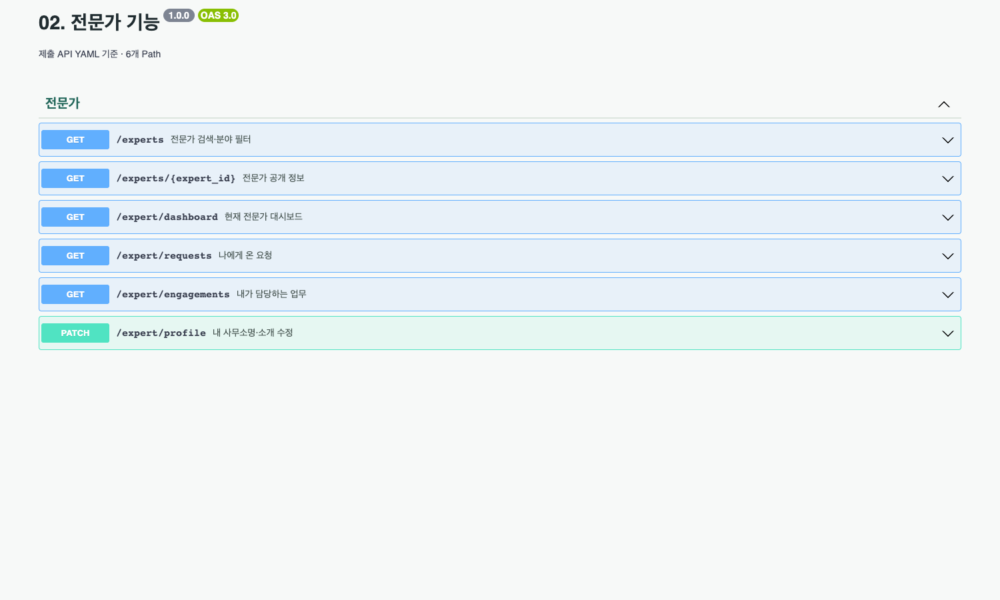 02. 전문가 기능 1.0.0 OAS 3.0
제출 API YAML 기준 · 6개 Path
전문가
GET /experts 전문가 검색·분야 필터
GET /experts/{expert_id} 전문가 공개 정보
GET /expert/dashboard 현재 전문가 대시보드
GET /expert/requests 나에게 온 요청
GET /expert/engagements 내가 담당하는 업무
PATCH /expert/profile 내 사무소명·소개 수정